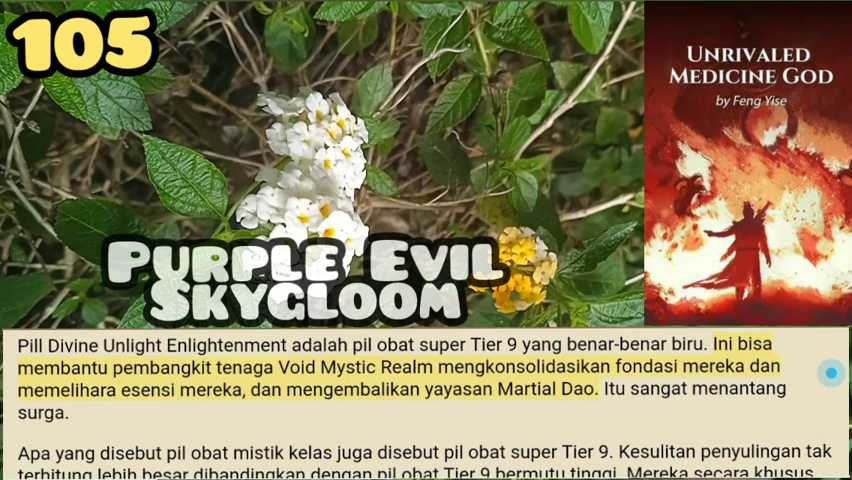 105
UNRIVALED
MEDICINE GOD
by Feng Yise
PURPLE EVIL
SKYGLOOM
Pill Divine Unlight Enlightenment adalah pil obat super Tier 9 yang benar-benar biru. Ini bisa
membantu pembangkit tenaga Void Mystic Realm mengkonsolidasikan fondasi mereka dan
memelihara esensi mereka, dan mengembalikan yayasan Martial Dao. Itu sangat menantang
surga.
Apa yang disebut pil obat mistik kelas juga disebut pil obat super Tier 9. Kesulitan penyulingan tak
terhitung lebih besar dibandingkan dengan pil obat Tier 9 bermutu tinggi. Mereka secara khusus